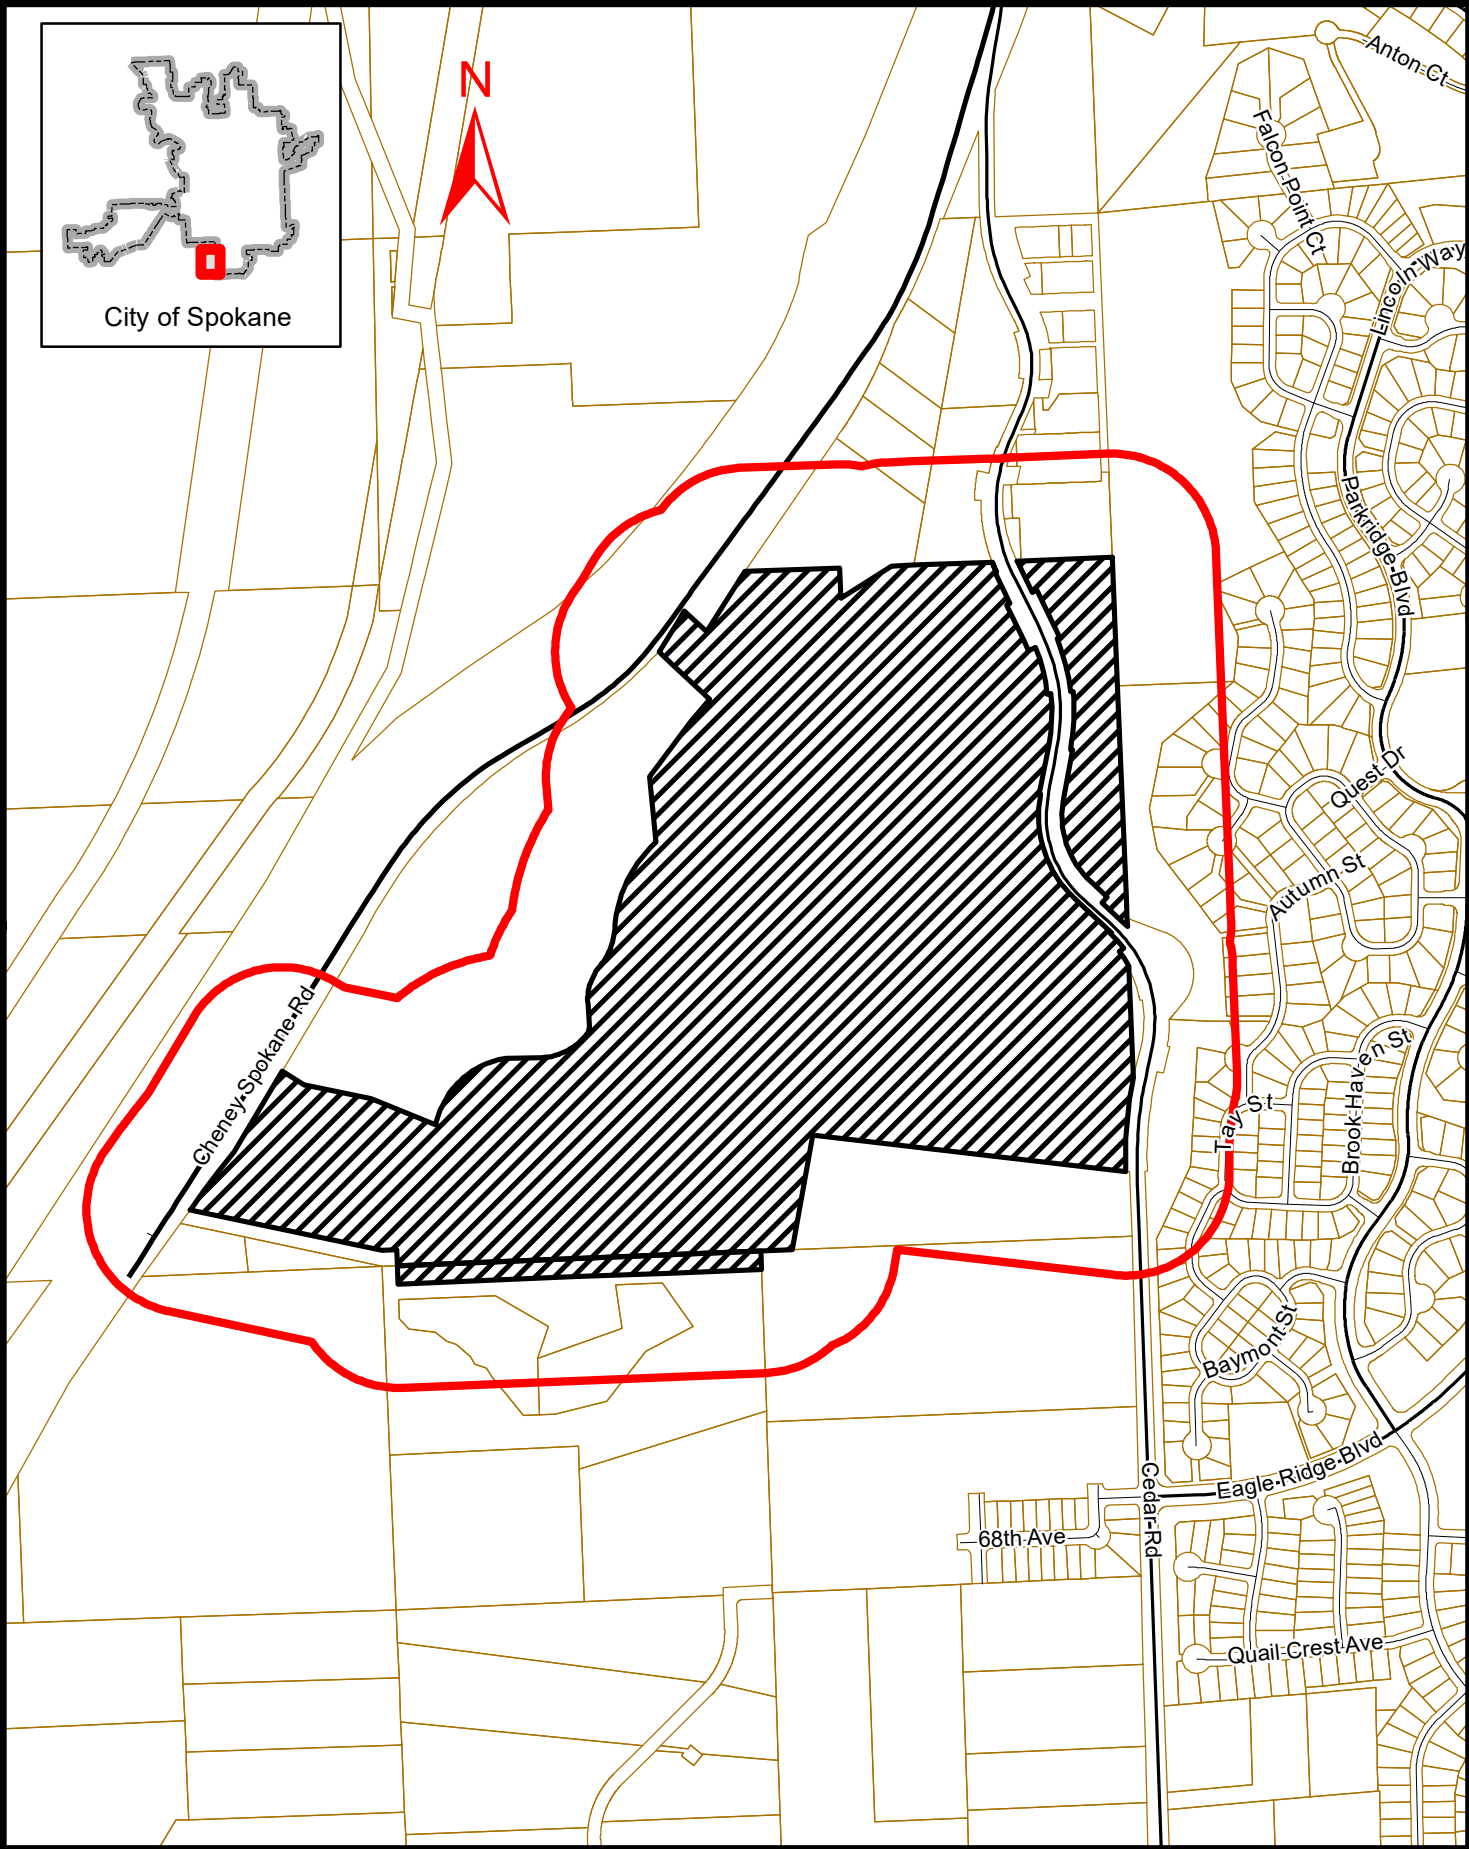 N
City of Spokane
Anton Ct
Falcon Point Ct
Lincoln Way
Parkridge Blvd
Quest Dr
Autumn St
Cheney-Spokane Rd
Brook Haven St
Tay St
Baymont St
Eagle Ridge Blvd
Cedar Rd
68th Ave
Quail Crest Ave